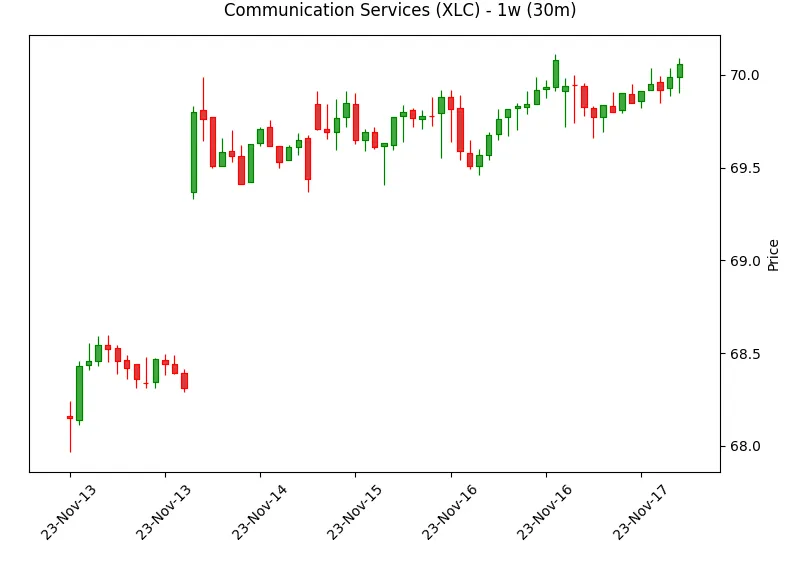 Communication Services (XLC) - 1w (30m)
70.0
69.5
69.0
68.5
68.0
Price
23-Nov-13
23-Nov-13
23-Nov-14
23-Nov-15
23-Nov-16
23-Nov-16
23-Nov-17